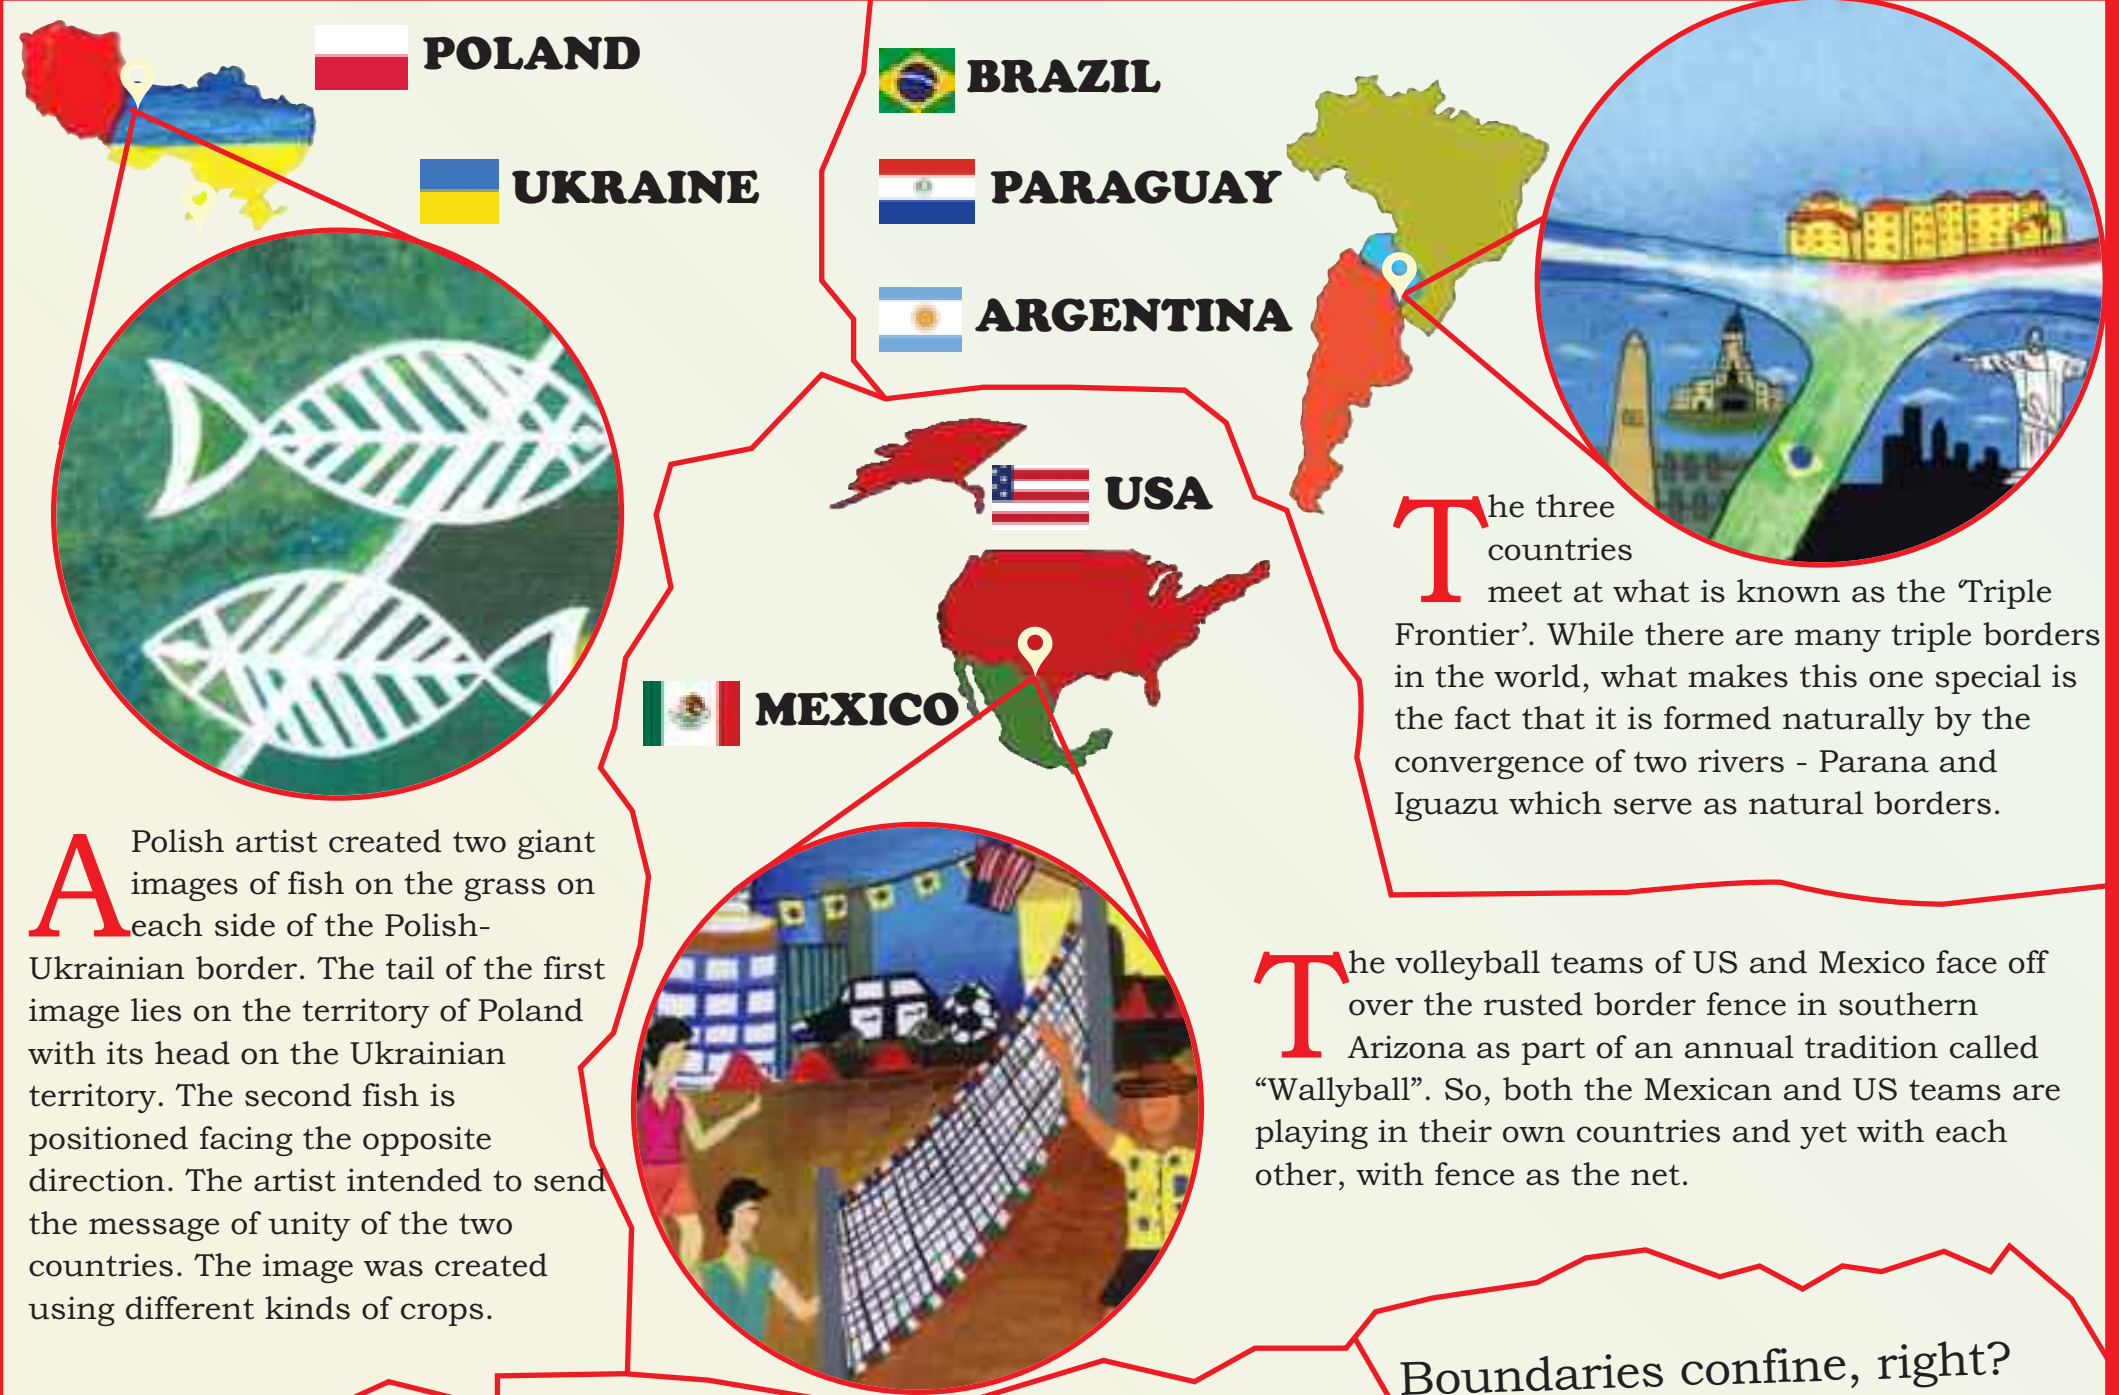 POLAND
UKRAINE
A Polish artist created two giant
images of fish on the grass on
each side of the Polish-
Ukrainian border. The tail of the first
image lies on the territory of Poland
with its head on the Ukrainian
territory. The second fish is
positioned facing the opposite
direction. The artist intended to send
the message of unity of the two
countries. The image was created
using different kinds of crops.
BRAZIL
PARAGUAY
ARGENTINA
The three
countries
meet at what is known as the ‘Triple
Frontier’. While there are many triple borders
in the world, what makes this one special is
the fact that it is formed naturally by the
convergence of two rivers - Parana and
Iguazu which serve as natural borders.
USA
MEXICO
The volleyball teams of US and Mexico face off
over the rusted border fence in southern
Arizona as part of an annual tradition called
“Wallyball”. So, both the Mexican and US teams are
playing in their own countries and yet with each
other, with fence as the net.
Boundaries confine, right?